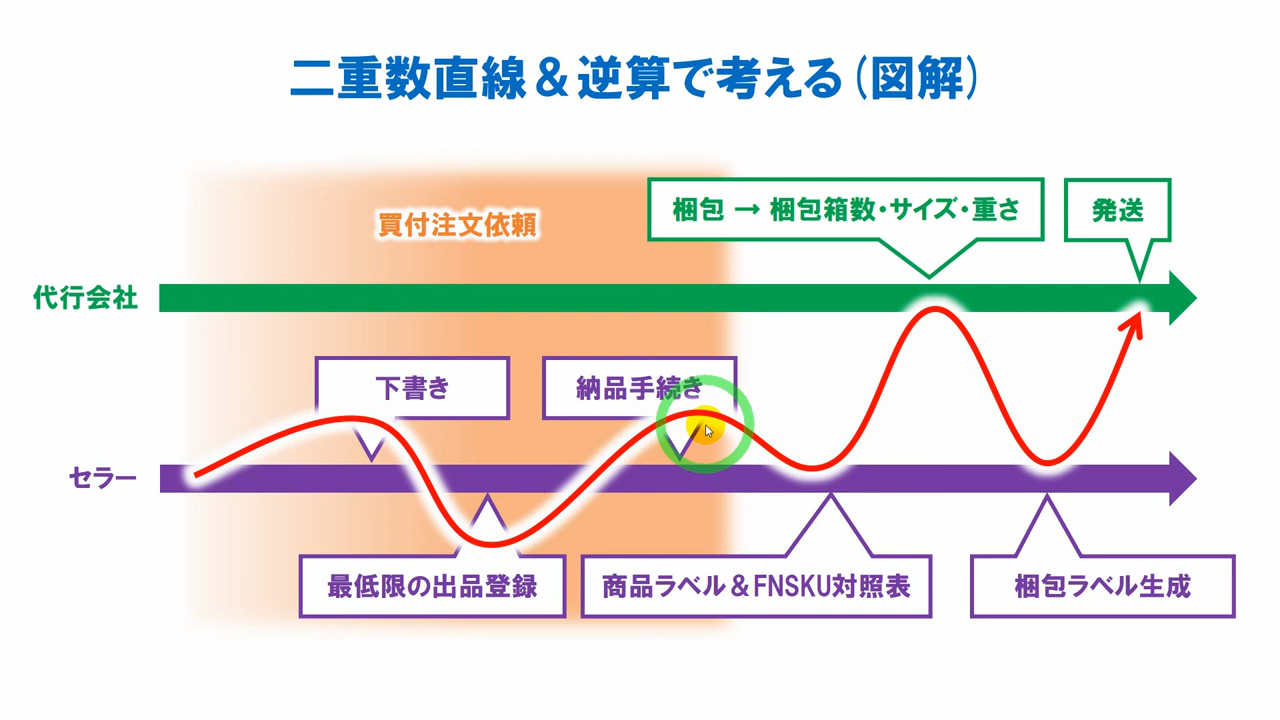 二重数直線＆逆算で考える(図解)
買付注文依頼
梱包 → 梱包箱数・サイズ・重さ
発送
代行会社
下書き
納品手続き
セラー
最低限の出品登録
商品ラベル＆FNSKU対照表
梱包ラベル生成